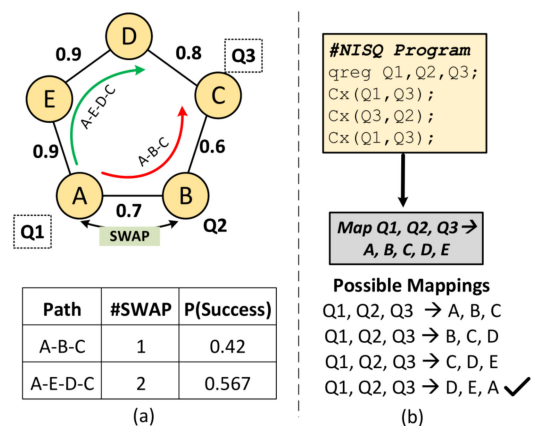 D
0.9
0.8
Q3
E
C
A-E-D-C
A-B-C
0.9
0.6
A
B
0.7
Q1
Q2
SWAP
Path #SWAP P(Success)
A-B-C 1 0.42
A-E-D-C 2 0.567
(a)
#NISQ Program
qreg Q1,Q2,Q3;
Cx(Q1,Q3);
Cx(Q3,Q2);
Cx(Q1,Q3);
Map Q1, Q2, Q3→
A, B, C, D, E
Possible Mappings
Q1, Q2, Q3 → A, B, C
Q1, Q2, Q3 → B, C, D
Q1, Q2, Q3 → C, D, E
Q1, Q2, Q3 → D, E, A ✓
(b)